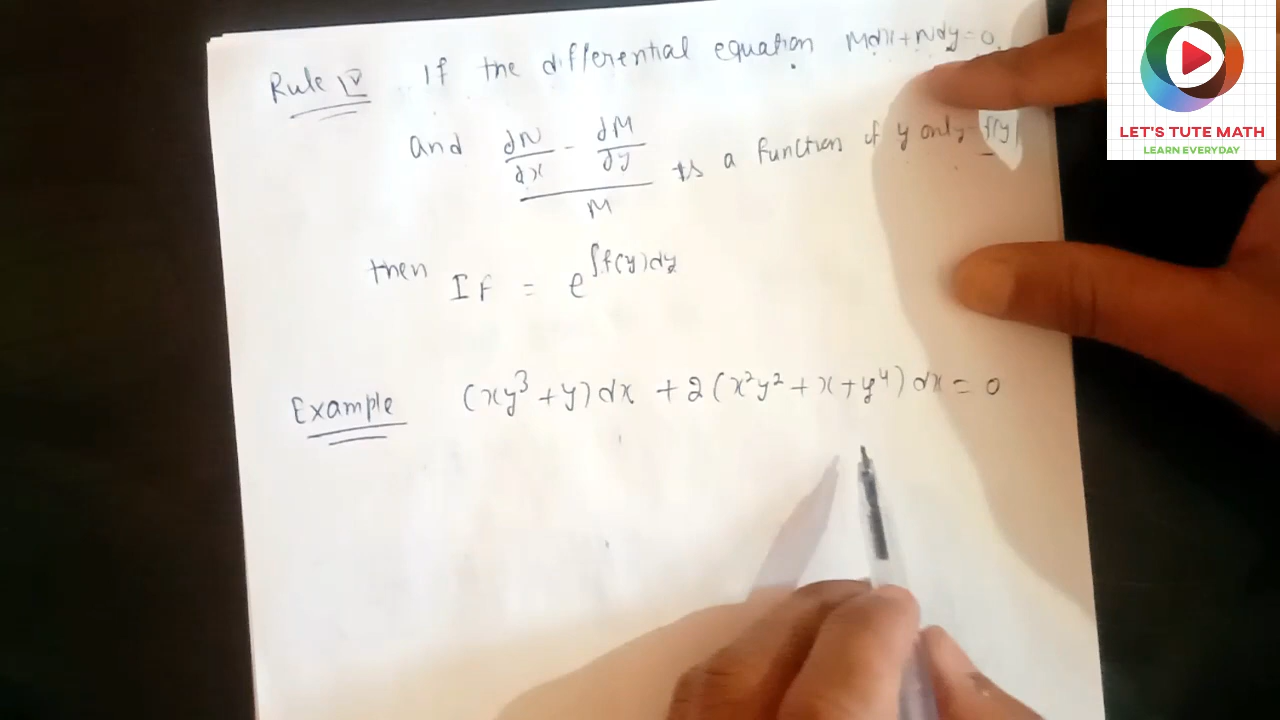 Rule IV If the differential equation Mdx+Ndy=0
and (∂N/∂x - ∂M/∂y)/M is a function of y only = f(y)
then If = e^∫f(y)dy
Example (xy³+y)dx + 2(x²y²+x+y⁴)dx = 0
LET'S TUTE MATH
LEARN EVERYDAY